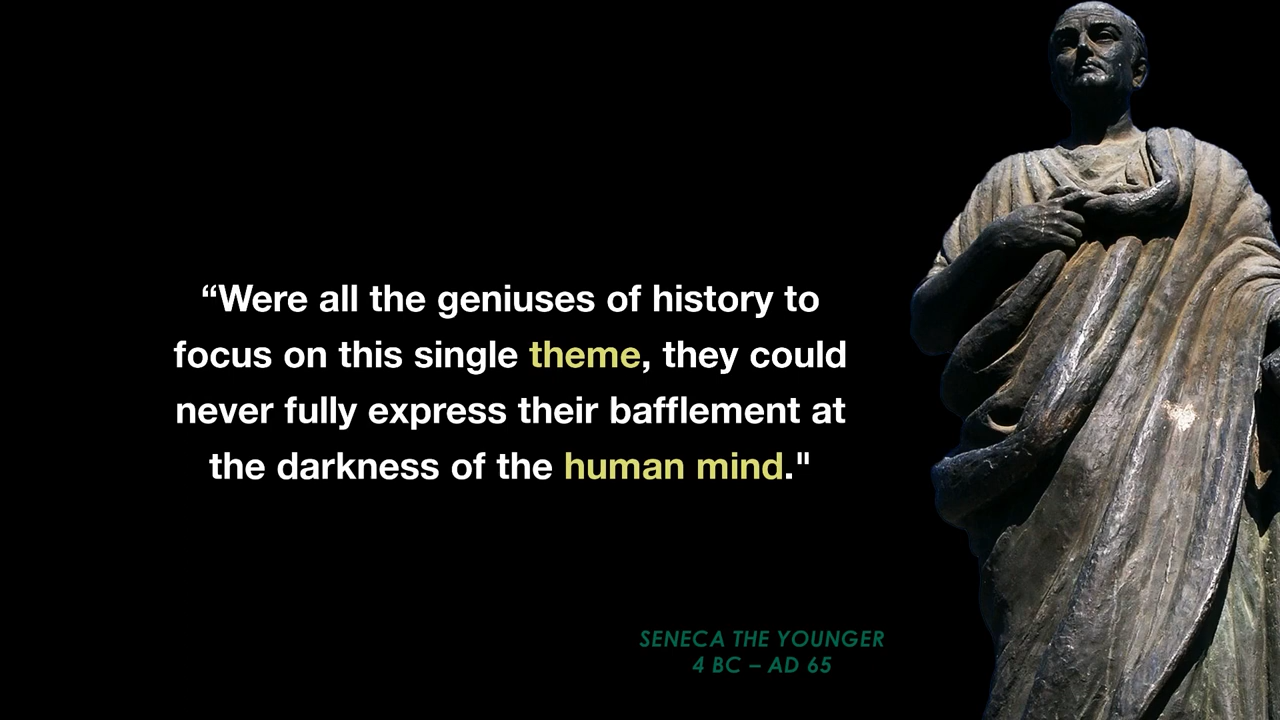 “Were all the geniuses of history to
focus on this single theme, they could
never fully express their bafflement at
the darkness of the human mind."
SENECA THE YOUNGER
4 BC – AD 65